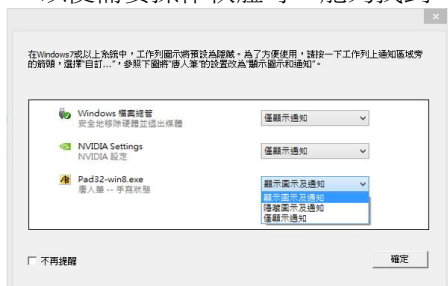 在Windows7或以上系統中，工作列圖示將預設為隱藏。為了方便使用，請按一下工作列上通知區域旁
的箭頭，選擇"自訂..."，參照下圖將"唐人筆"的設置改為"顯示圖示和通知"。
Windows 檔案總管
安全地移除硬體並退出媒體
僅顯示通知
NVIDIA Settings
NVIDIA 設定
僅顯示通知
Pad32-win8.exe
唐人筆 -- 手寫狀態
顯示圖示及通知
顯示圖示及通知
隱藏圖示及通知
僅顯示通知
不再提醒
確定